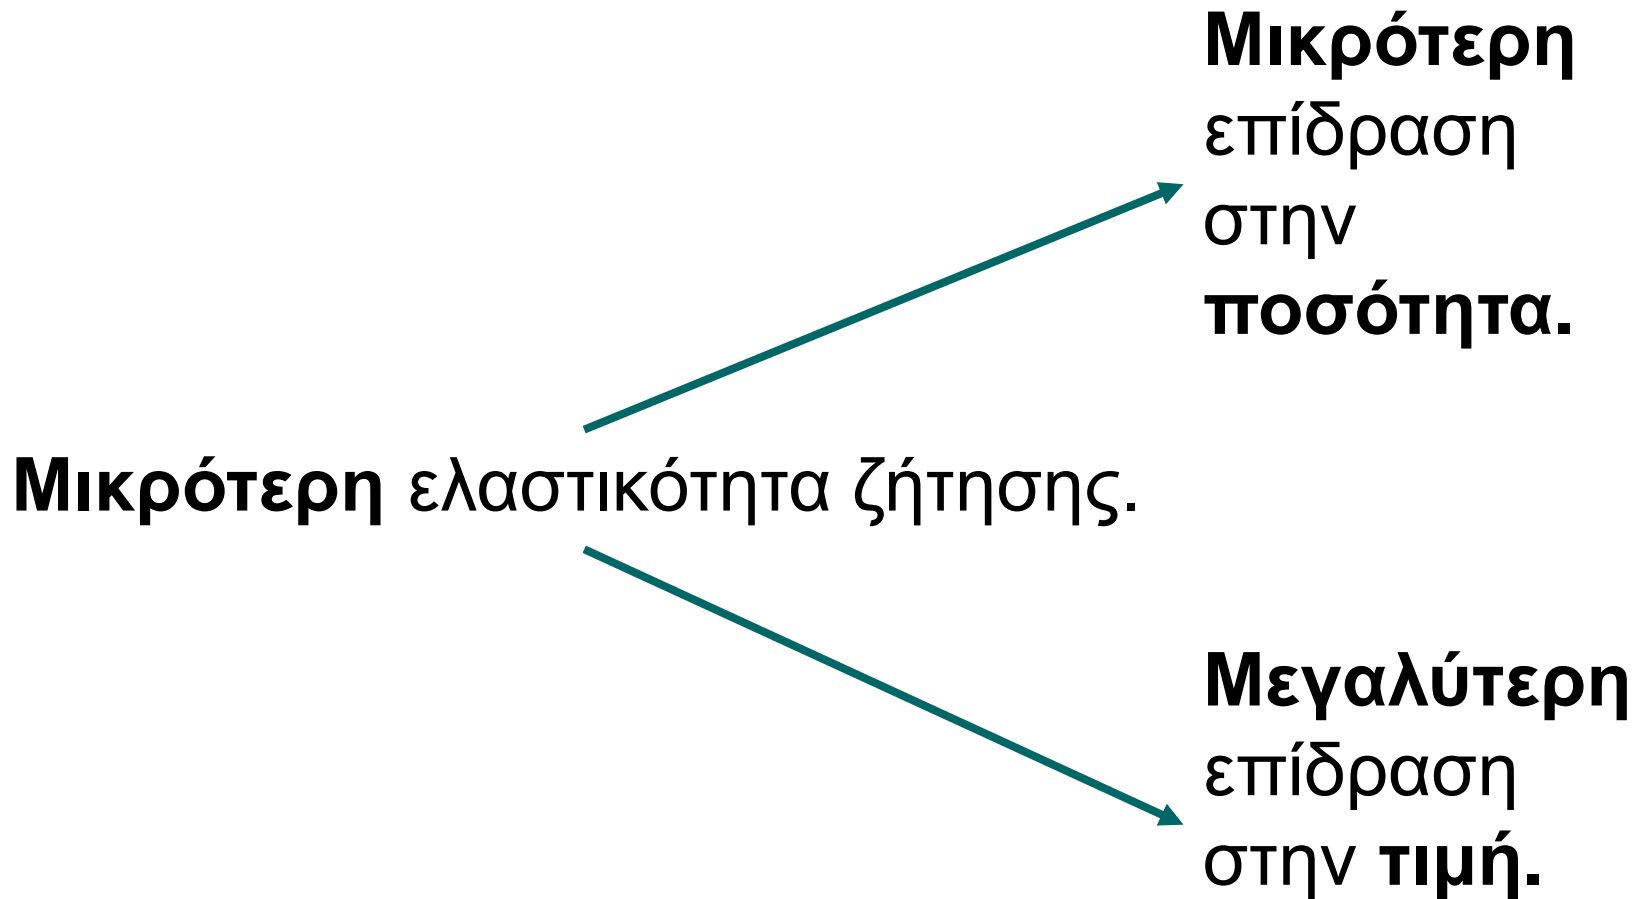 Μικρότερη
επίδραση
στην
ποσότητα.
Μικρότερη ελαστικότητα ζήτησης.
Μεγαλύτερη
επίδραση
στην τιμή.